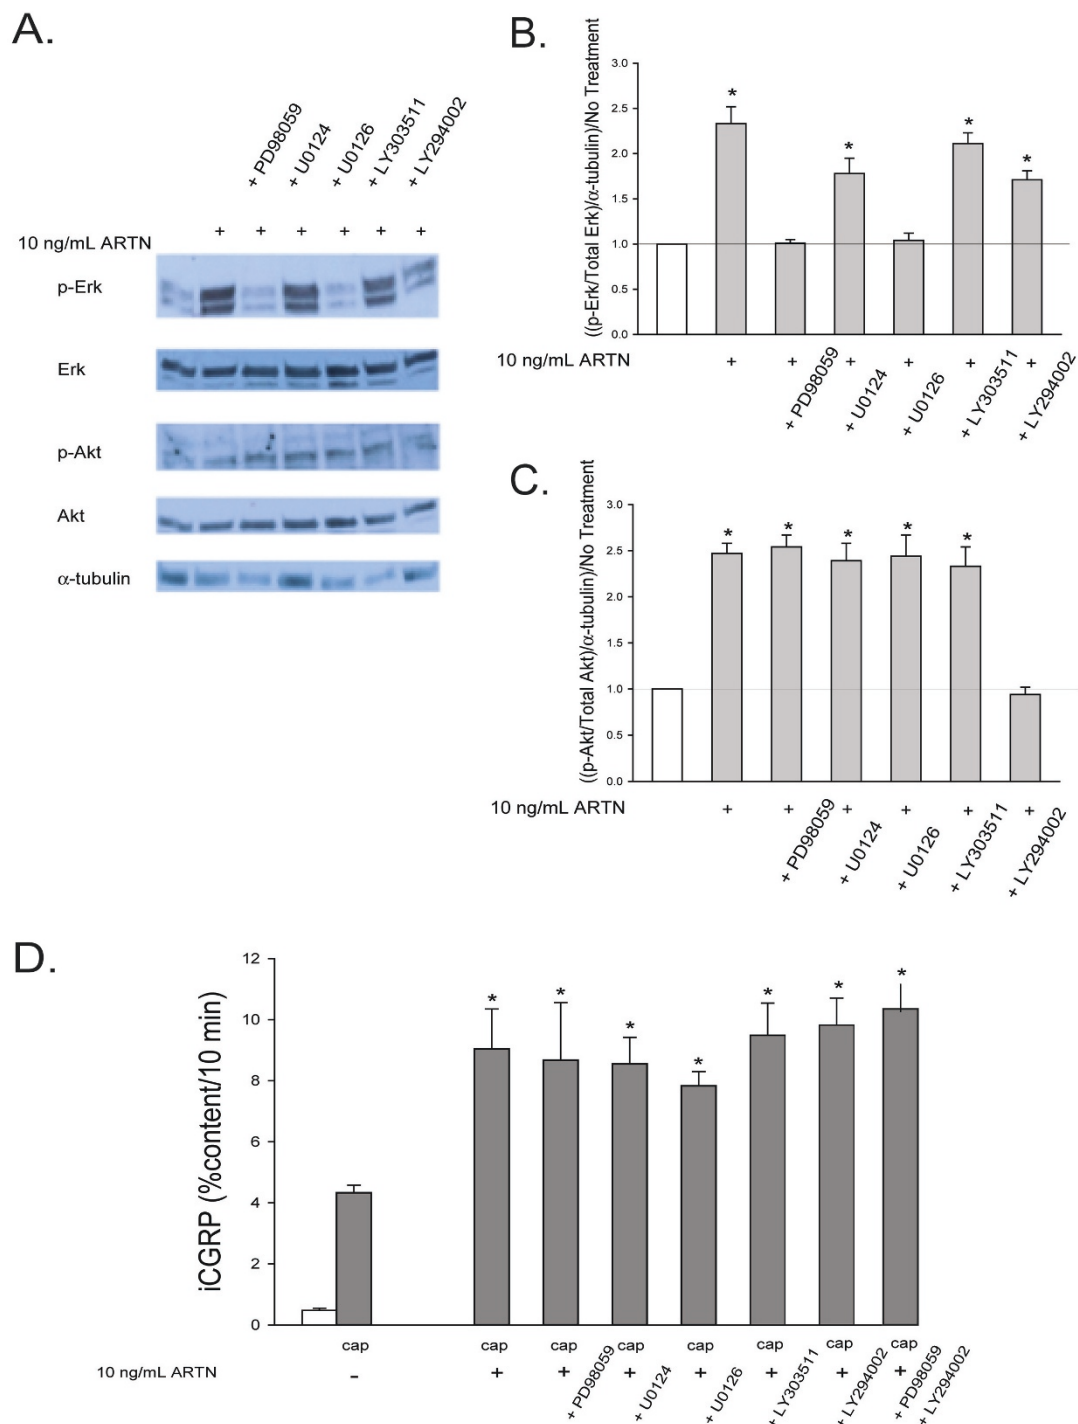 A.
+ PD98059
+ U0124
+ U0126
+ LY303511
+ LY294002
10 ng/mL ARTN + + + + + +
p-Erk
Erk
p-Akt
Akt
α-tubulin
B.
((p-Erk/Total Erk)/α-tubulin)/No Treatment
3.0
2.5
2.0
1.5
1.0
0.5
0.0
* * * *
10 ng/mL ARTN + + + + + +
+ PD98059
+ U0124
+ U0126
+ LY303511
+ LY294002
C.
((p-Akt/Total Akt)/α-tubulin)/No Treatment
3.0
2.5
2.0
1.5
1.0
0.5
0.0
* * * * *
10 ng/mL ARTN + + + + + +
+ PD98059
+ U0124
+ U0126
+ LY303511
+ LY294002
D.
iCGRP (%content/10 min)
12
10
8
6
4
2
0
* * * * * * *
cap cap cap cap cap cap cap cap
10 ng/mL ARTN - + + + + + + +
+ PD98059
+ U0124
+ U0126
+ LY303511
+ LY294002
+ PD98059
+ LY294002